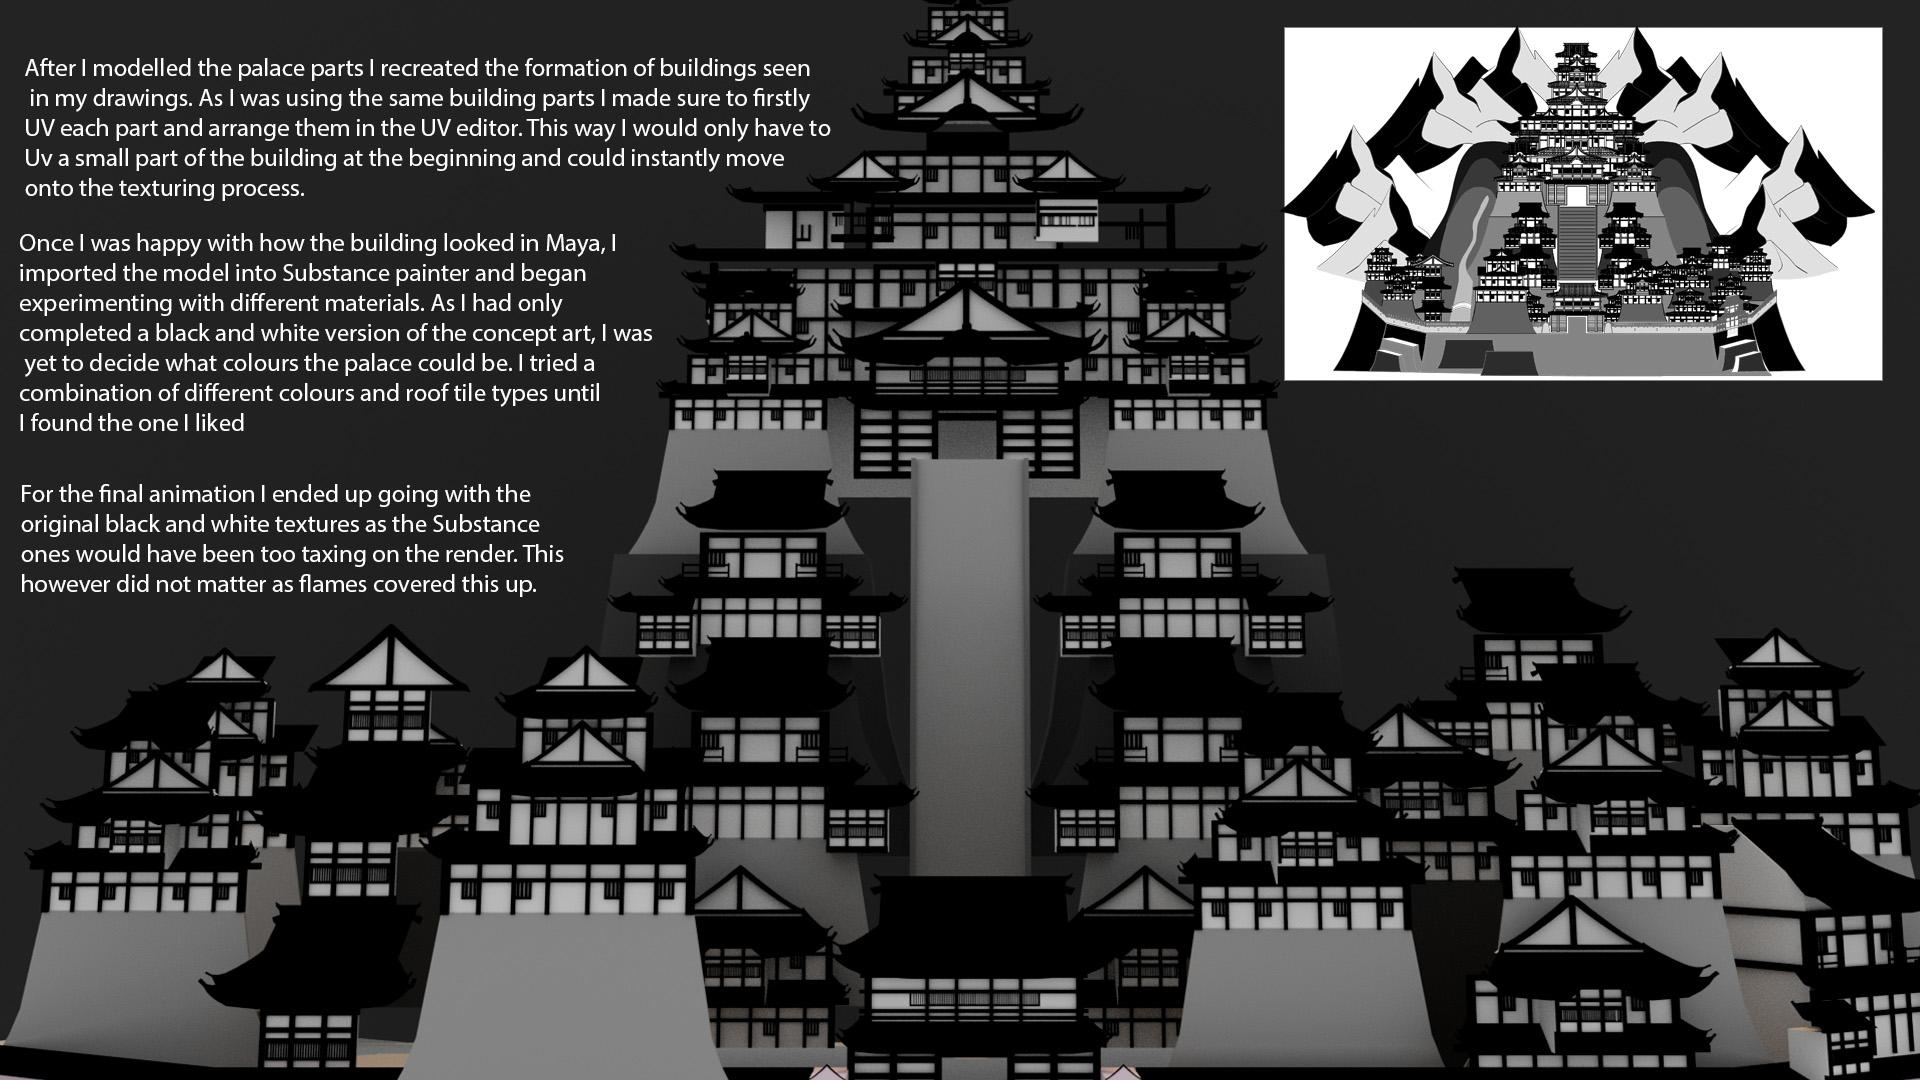 After I modelled the palace parts I recreated the formation of buildings seen
in my drawings. As I was using the same building parts I made sure to firstly
UV each part and arrange them in the UV editor. This way I would only have to
Uv a small part of the building at the beginning and could instantly move
onto the texturing process.
Once I was happy with how the building looked in Maya, I
imported the model into Substance painter and began
experimenting with different materials. As I had only
completed a black and white version of the concept art, I was
yet to decide what colours the palace could be. I tried a
combination of different colours and roof tile types until
I found the one I liked
For the final animation I ended up going with the
original black and white textures as the Substance
ones would have been too taxing on the render. This
however did not matter as flames covered this up.